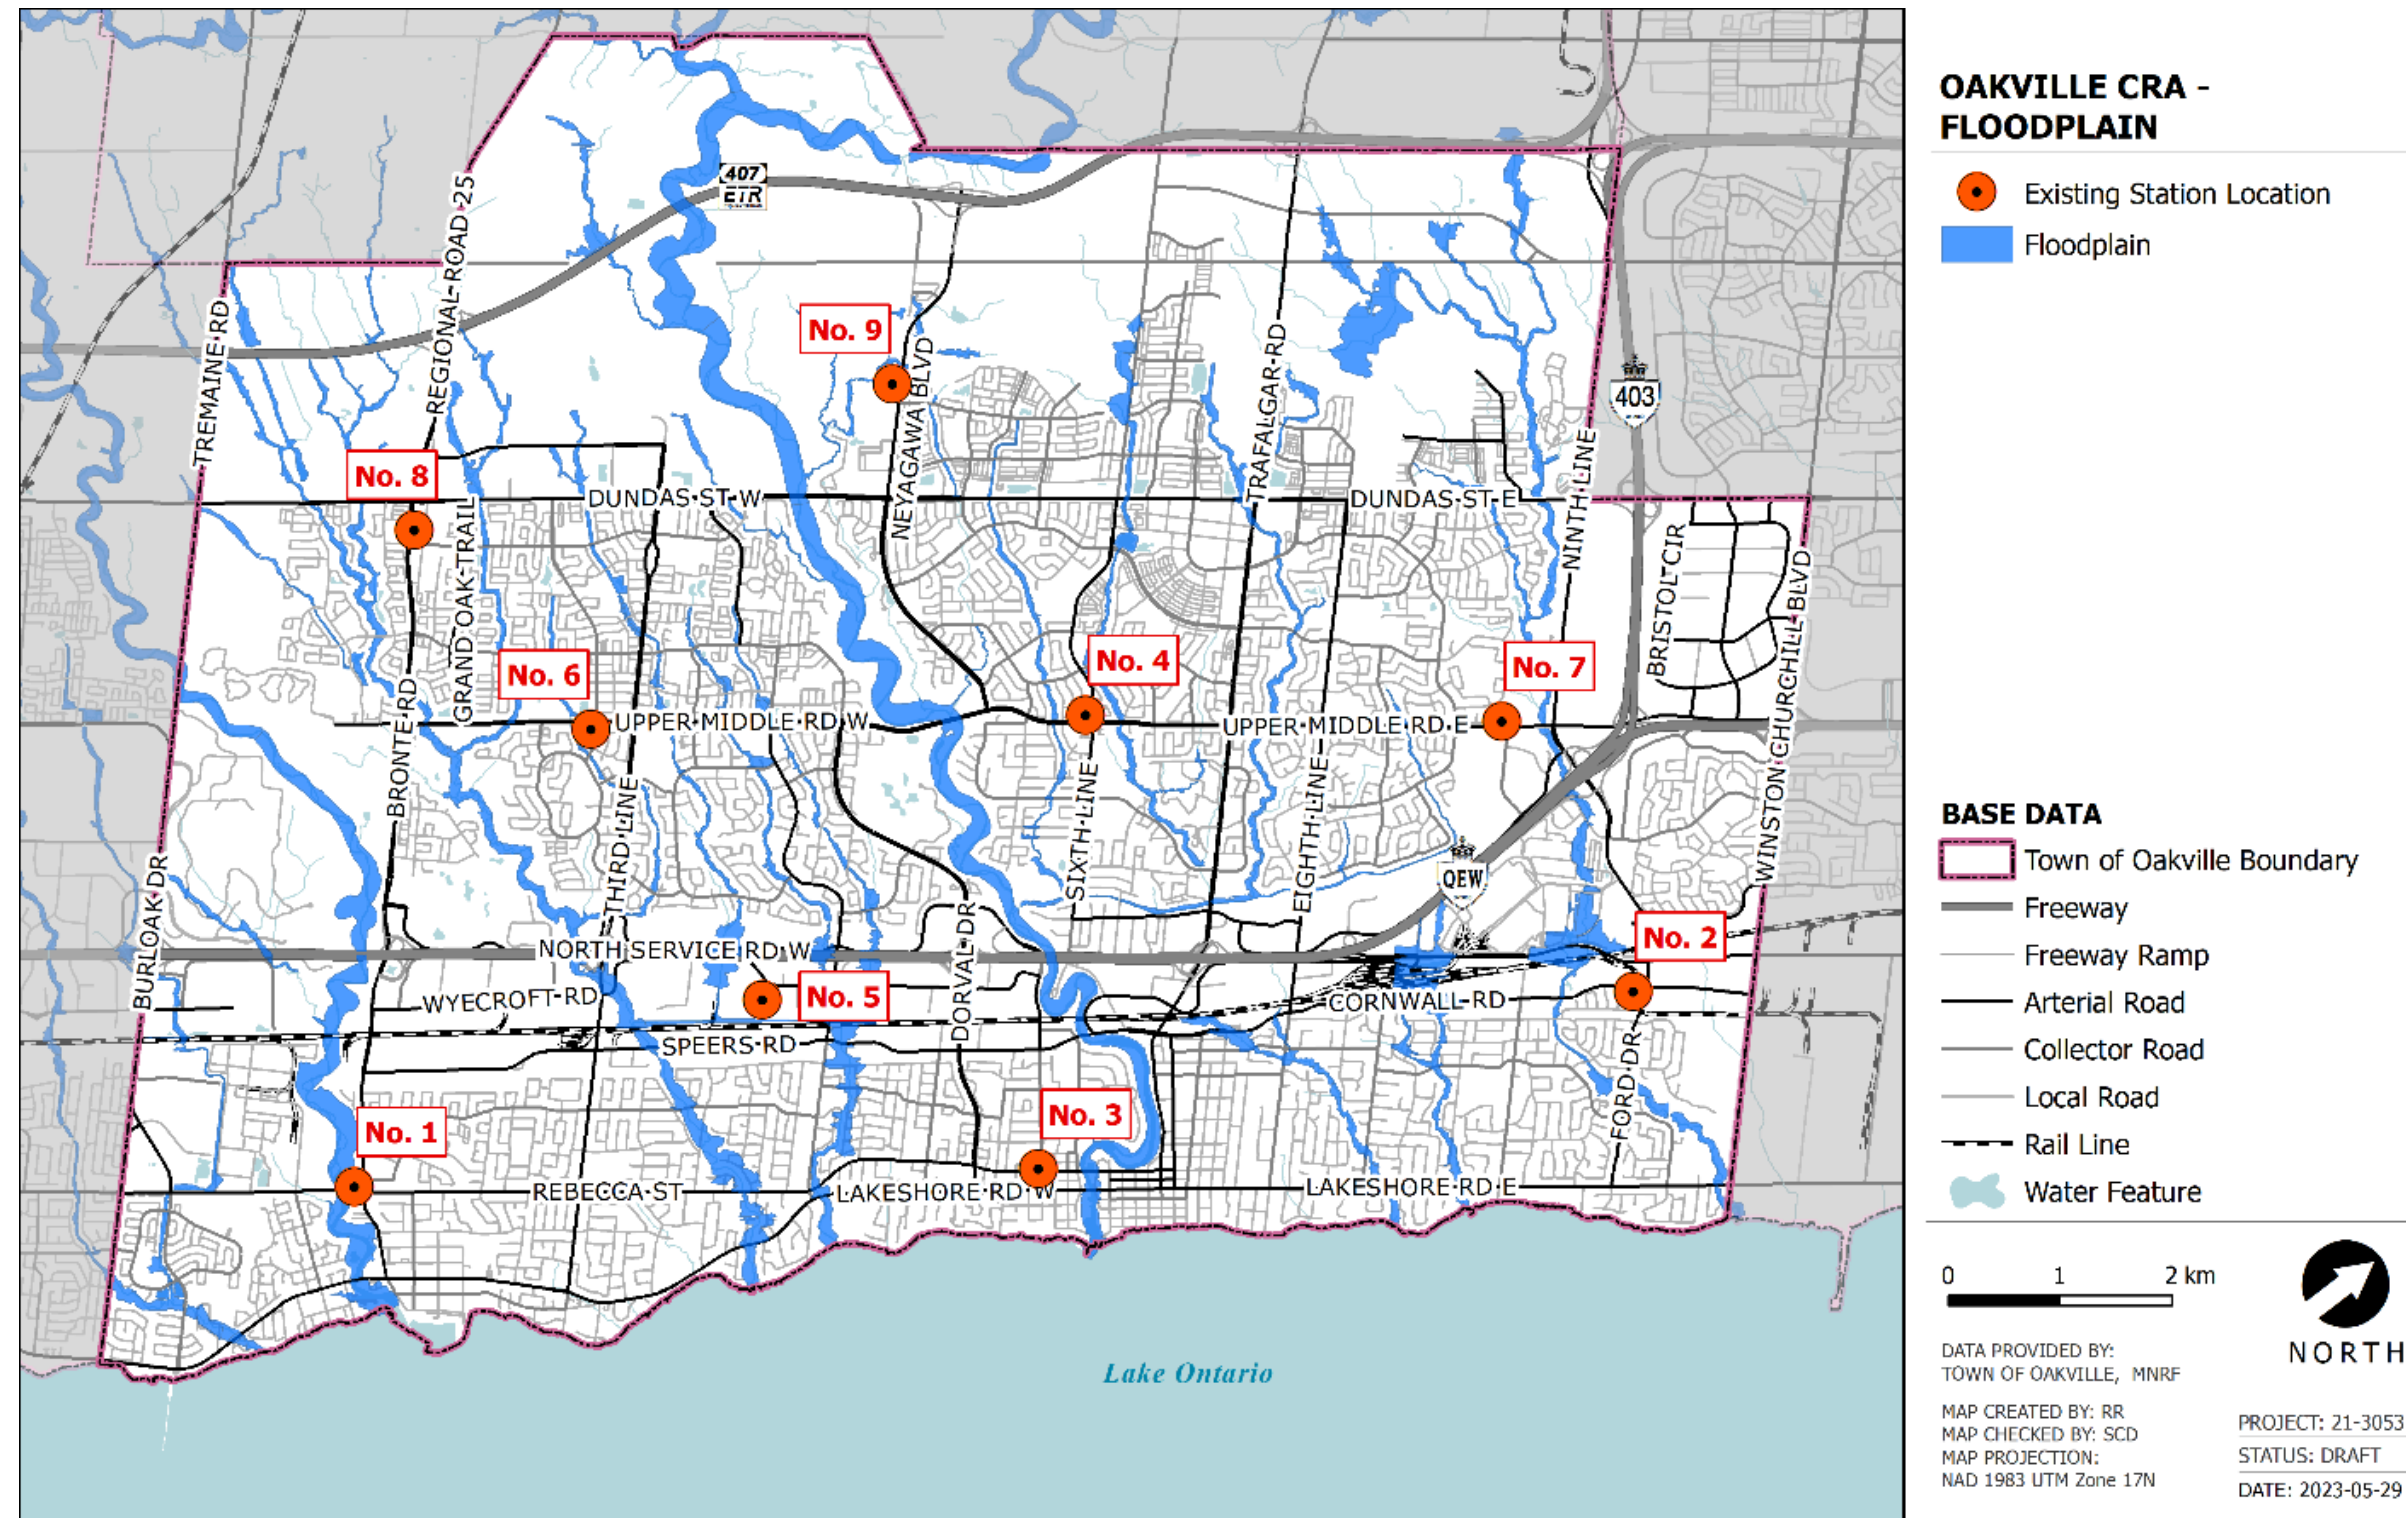 OAKVILLE CRA -
FLOODPLAIN
Existing Station Location
Floodplain
BASE DATA
Town of Oakville Boundary
Freeway
Freeway Ramp
Arterial Road
Collector Road
Local Road
Rail Line
Water Feature
0 1 2 km
NORTH
DATA PROVIDED BY:
TOWN OF OAKVILLE, MNRF
MAP CREATED BY: RR
MAP CHECKED BY: SCD
MAP PROJECTION:
NAD 1983 UTM Zone 17N
PROJECT: 21-3053
STATUS: DRAFT
DATE: 2023-05-29
407
ETR
REGIONAL ROAD 25
TREMAINE RD
No. 9
NEYAGAWA BLVD
TRAFALGAR RD
403
No. 8
DUNDAS ST W
DUNDAS ST E
NINTH LINE
GRAND OAK TRAIL
BRISTOL CIR
WINSTON CHURCHILL BLVD
No. 6
No. 4
No. 7
BRONTE RD
UPPER MIDDLE RD W
UPPER MIDDLE RD E
THIRD LINE
SIXTH LINE
EIGHTH LINE
QEW
BURLOAK DR
DORVAL DR
NORTH SERVICE RD W
No. 2
WYECROFT RD
No. 5
CORNWALL RD
SPEERS RD
FORD DR
No. 1
No. 3
REBECCA ST
LAKESHORE RD W
LAKESHORE RD E
Lake Ontario